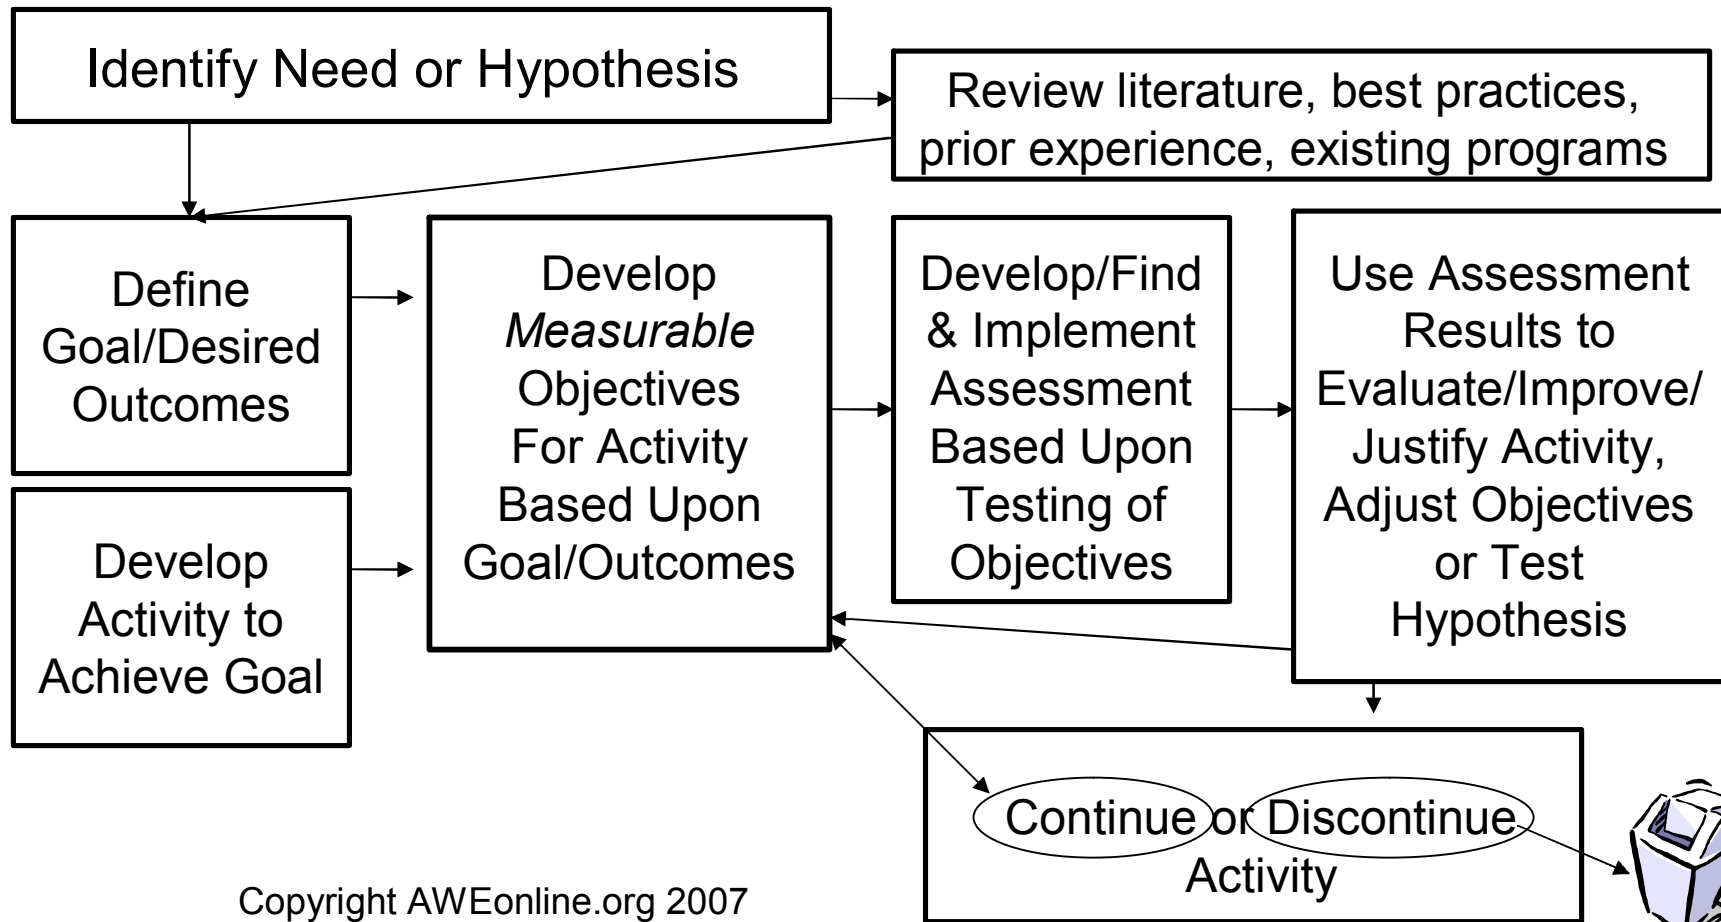 Identify Need or Hypothesis
Review literature, best practices,
prior experience, existing programs
Define
Goal/Desired
Outcomes
Develop
Measurable
Objectives
For Activity
Based Upon
Goal/Outcomes
Develop/Find
& Implement
Assessment
Based Upon
Testing of
Objectives
Use Assessment
Results to
Evaluate/Improve/
Justify Activity,
Adjust Objectives
or Test
Hypothesis
Develop
Activity to
Achieve Goal
Continue or Discontinue
Activity
Copyright AWEonline.org 2007